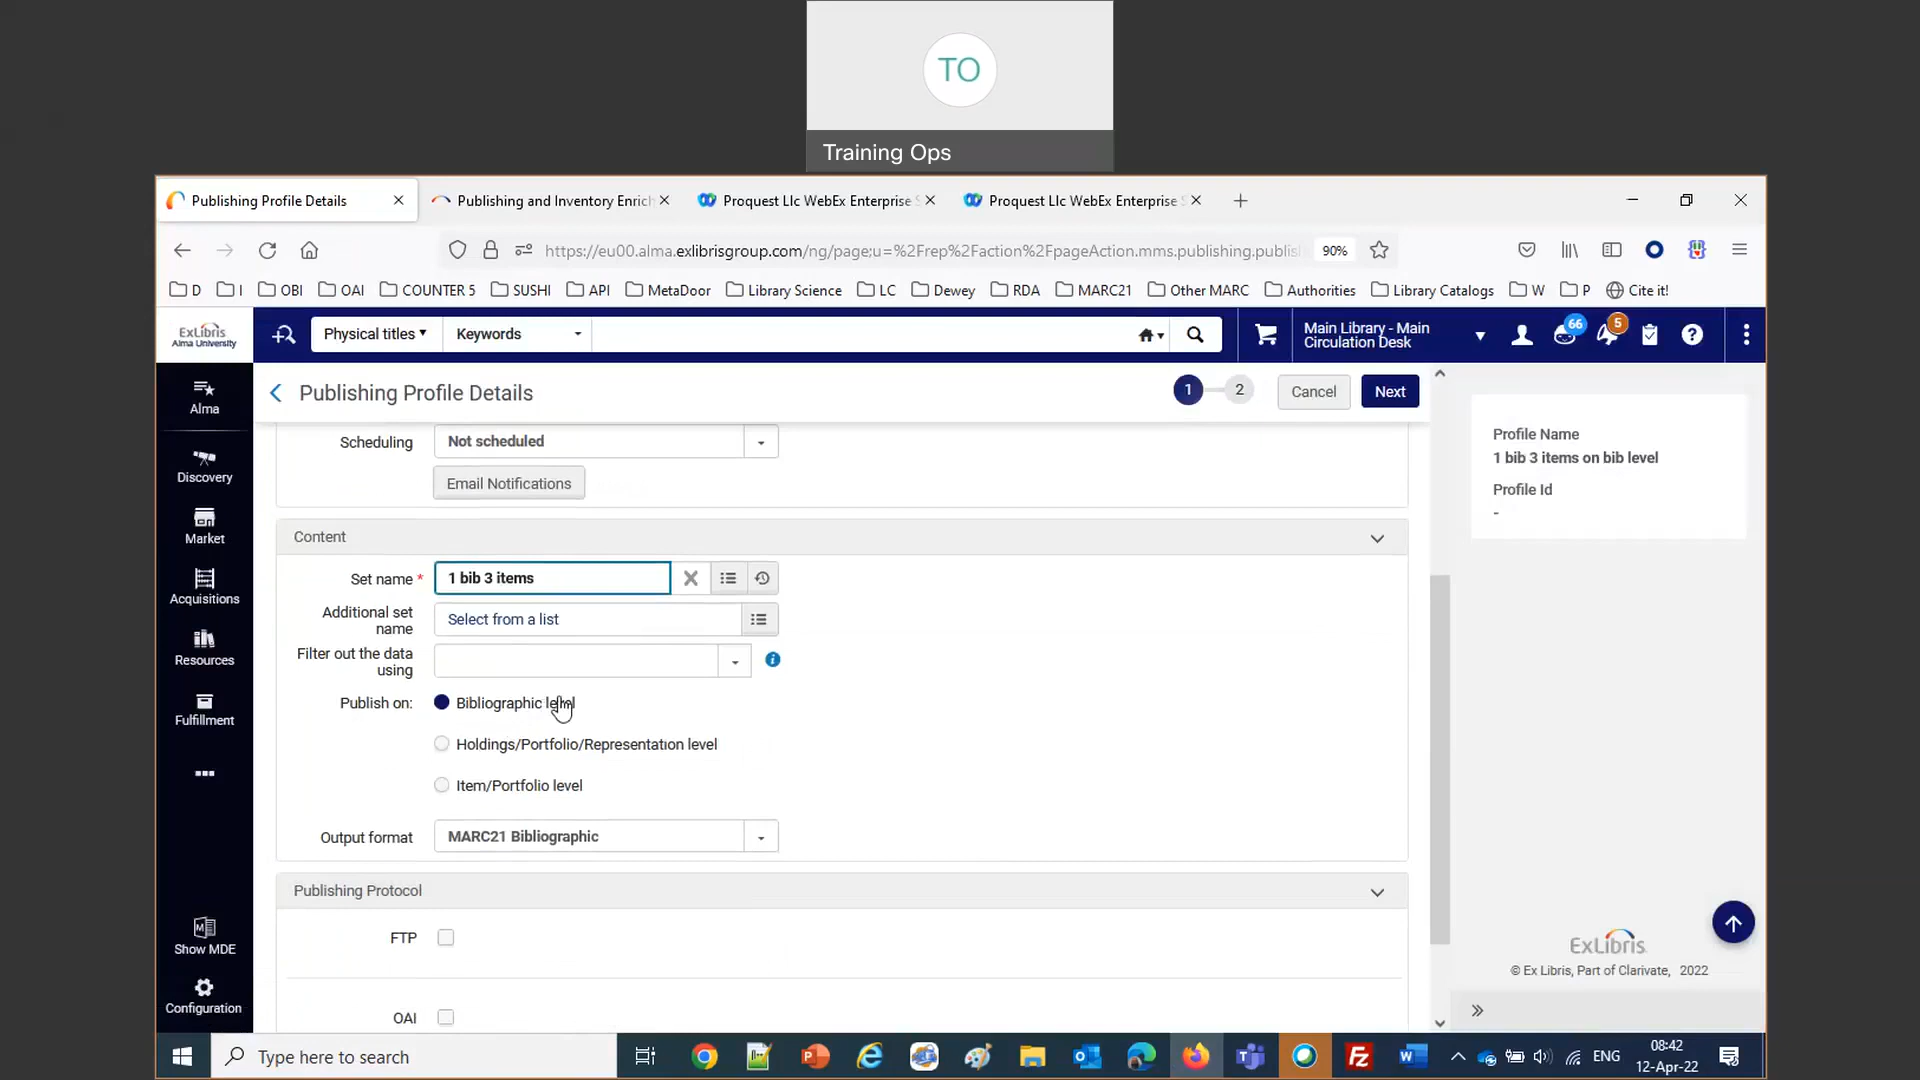 TO
Training Ops
Publishing Profile Details
Publishing and Inventory Enrich
Proquest Llc WebEx Enterprise S
Proquest Llc WebEx Enterprise S
https://eu00.alma.exlibrisgroup.com/ng/page;u=%2Frep%2Faction%2FpageAction.mms.publishing.publis
90%
D
I
OBI
OAI
COUNTER 5
SUSHI
API
MetaDoor
Library Science
LC
Dewey
RDA
MARC21
Other MARC
Authorities
Library Catalogs
W
P
Cite it!
ExLibris
Alma University
Physical titles
Keywords
Main Library - Main
Circulation Desk
66
5
Alma
Discovery
Market
Acquisitions
Resources
Fulfillment
Show MDE
Configuration
Publishing Profile Details
1
2
Cancel
Next
Scheduling
Not scheduled
Email Notifications
Content
Set name *
1 bib 3 items
Additional set
name
Select from a list
Filter out the data
using
Publish on:
Bibliographic level
Holdings/Portfolio/Representation level
Item/Portfolio level
Output format
MARC21 Bibliographic
Publishing Protocol
FTP
OAI
Profile Name
1 bib 3 items on bib level
Profile Id
-
ExLibris
© Ex Libris, Part of Clarivate, 2022
Type here to search
ENG
08:42
12-Apr-22